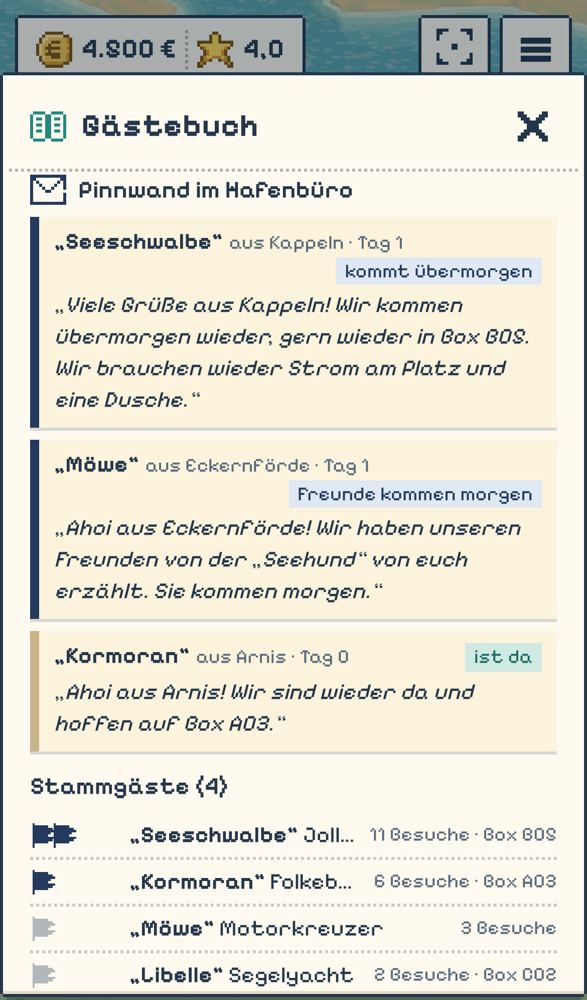 4.800 € 4,0
Gästebuch
Pinnwand im Hafenbüro
„Seeschwalbe“ aus Kappeln · Tag 1
kommt übermorgen
„Viele Grüße aus Kappeln! Wir kommen
übermorgen wieder, gern wieder in Box B08.
Wir brauchen wieder Strom am Platz und
eine Dusche.“
„Möwe“ aus Eckernförde · Tag 1
Freunde kommen morgen
„Ahoi aus Eckernförde! Wir haben unseren
Freunden von der „Seehund“ von euch
erzählt. Sie kommen morgen.“
„Kormoran“ aus Arnis · Tag 0 ist da
„Ahoi aus Arnis! Wir sind wieder da und
hoffen auf Box A03.“
Stammgäste (4)
„Seeschwalbe“ Joll… 11 Besuche · Box B08
„Kormoran“ Folkeb… 6 Besuche · Box A03
„Möwe“ Motorkreuzer 3 Besuche
„Libelle“ Segelyacht 2 Besuche · Box C02